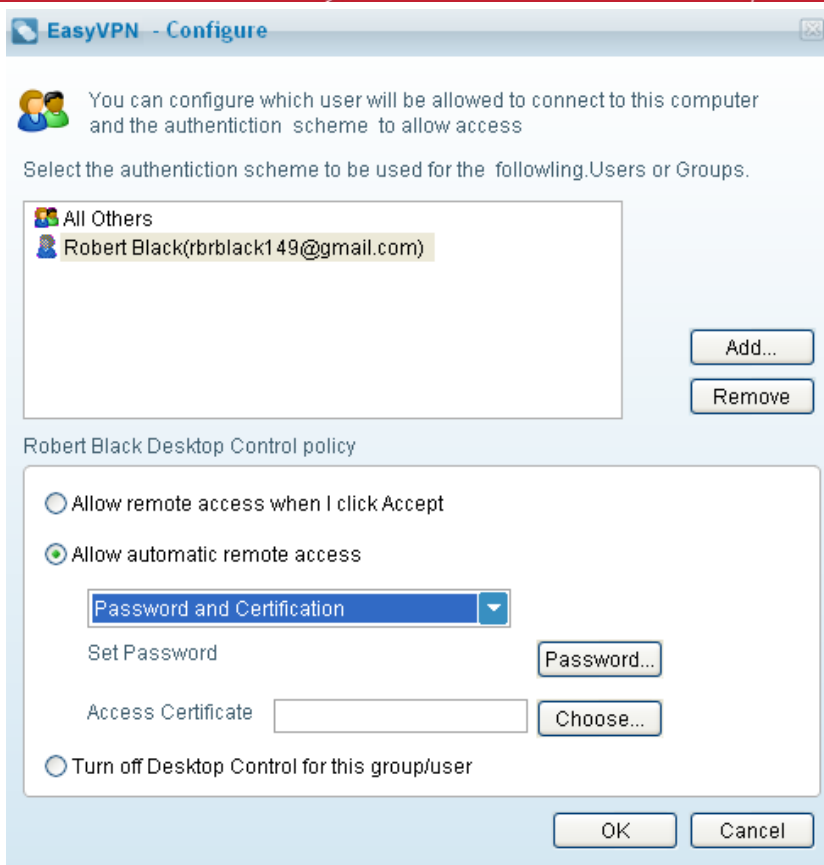 EasyVPN - Configure
You can configure which user will be allowed to connect to this computer
and the authentiction scheme to allow access
Select the authentiction scheme to be used for the followling.Users or Groups.
All Others
Robert Black(rbrblack149@gmail.com)
Add...
Remove
Robert Black Desktop Control policy
Allow remote access when I click Accept
Allow automatic remote access
Password and Certification
Set Password
Password...
Access Certificate
Choose...
Turn off Desktop Control for this group/user
OK
Cancel